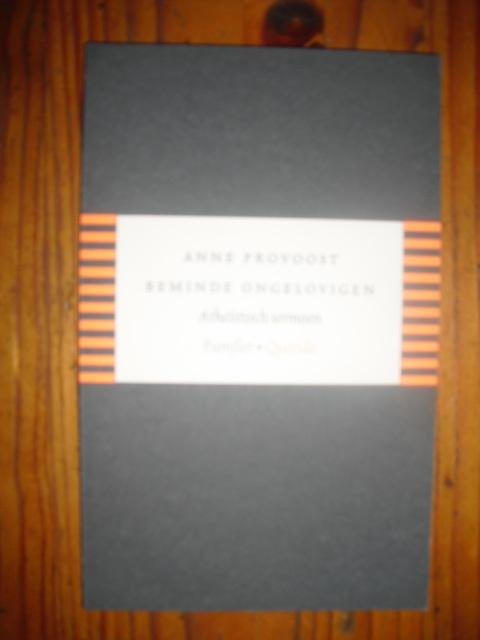 ANNE PROVOOST
BEMINDE ONGELOVIGEN
Atheïstisch sermoen
Pamflet • Querido